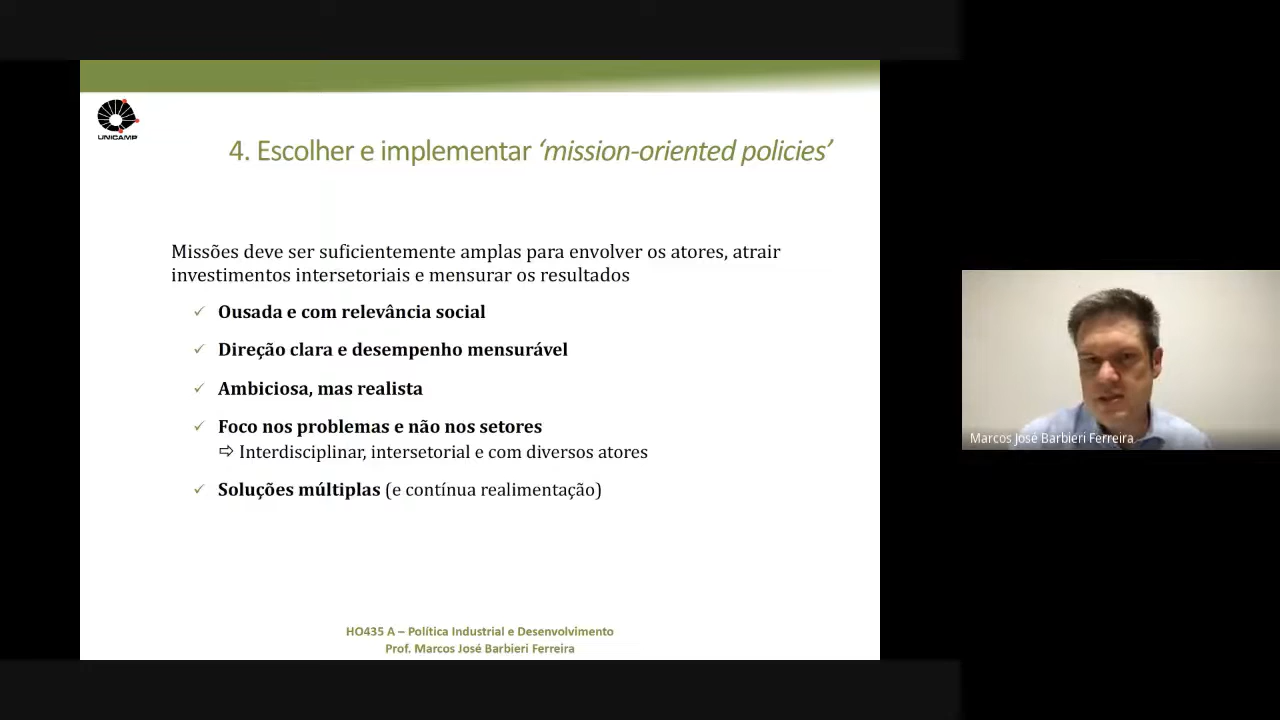 UNICAMP
4. Escolher e implementar ‘mission-oriented policies’
Missões deve ser suficientemente amplas para envolver os atores, atrair
investimentos intersetoriais e mensurar os resultados
✓ Ousada e com relevância social
✓ Direção clara e desempenho mensurável
✓ Ambiciosa, mas realista
✓ Foco nos problemas e não nos setores
⇨ Interdisciplinar, intersetorial e com diversos atores
✓ Soluções múltiplas (e contínua realimentação)
HO435 A – Política Industrial e Desenvolvimento
Prof. Marcos José Barbieri Ferreira
Marcos José Barbieri Ferreira